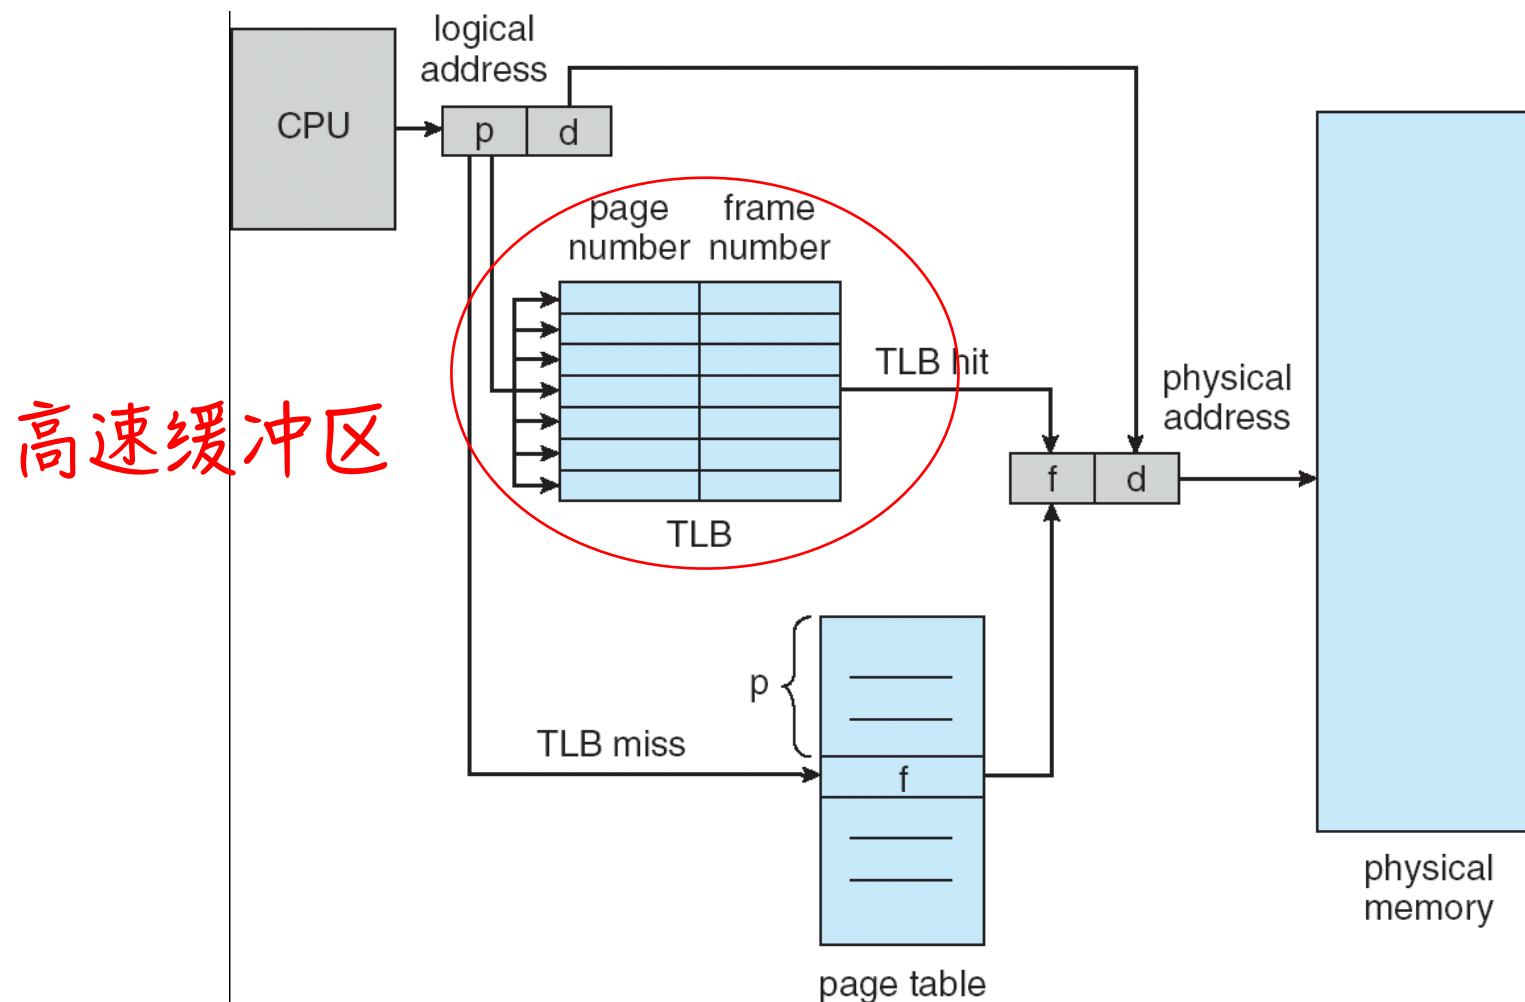 logical
address
CPU
p
d
page
number
frame
number
TLB hit
physical
address
高速缓冲区
f
d
TLB
p
TLB miss
f
physical
memory
page table